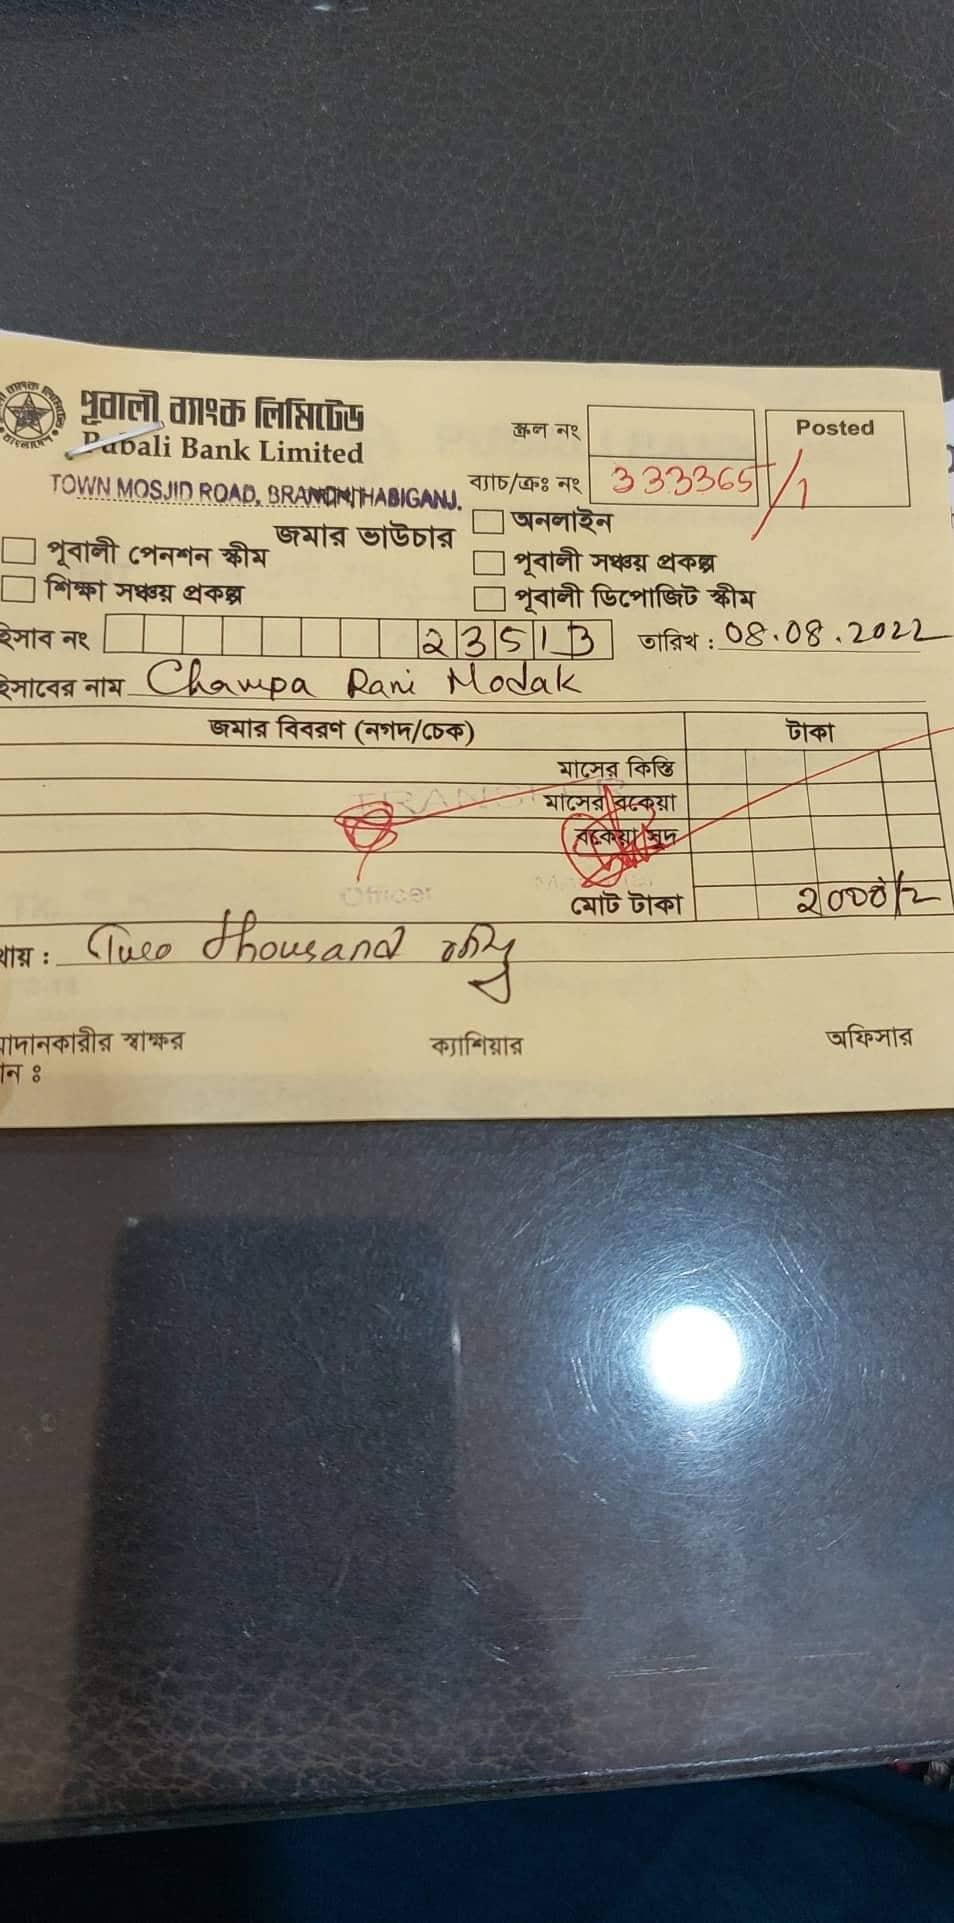 পূবালী ব্যাংক লিমিটেড
Pubali Bank Limited
TOWN MOSJID ROAD, BRANCH, HABIGANJ.
স্ক্রল নং
ব্যাচ/ক্রঃ নং 333365/1
Posted
জমার ভাউচার
অনলাইন
পূবালী পেনশন স্কীম
পূবালী সঞ্চয় প্রকল্প
শিক্ষা সঞ্চয় প্রকল্প
পূবালী ডিপোজিট স্কীম
হিসাব নং 23513 তারিখ : 08.08.2022
হিসাবের নাম Champa Rani Modak
জমার বিবরণ (নগদ/চেক) টাকা
মাসের কিস্তি
TRANSFER
মাসের বকেয়া
বকেয়া সুদ
Officer
মোট টাকা 2000/=
কথায় : Two thousand only
জমাদানকারীর স্বাক্ষর ক্যাশিয়ার অফিসার